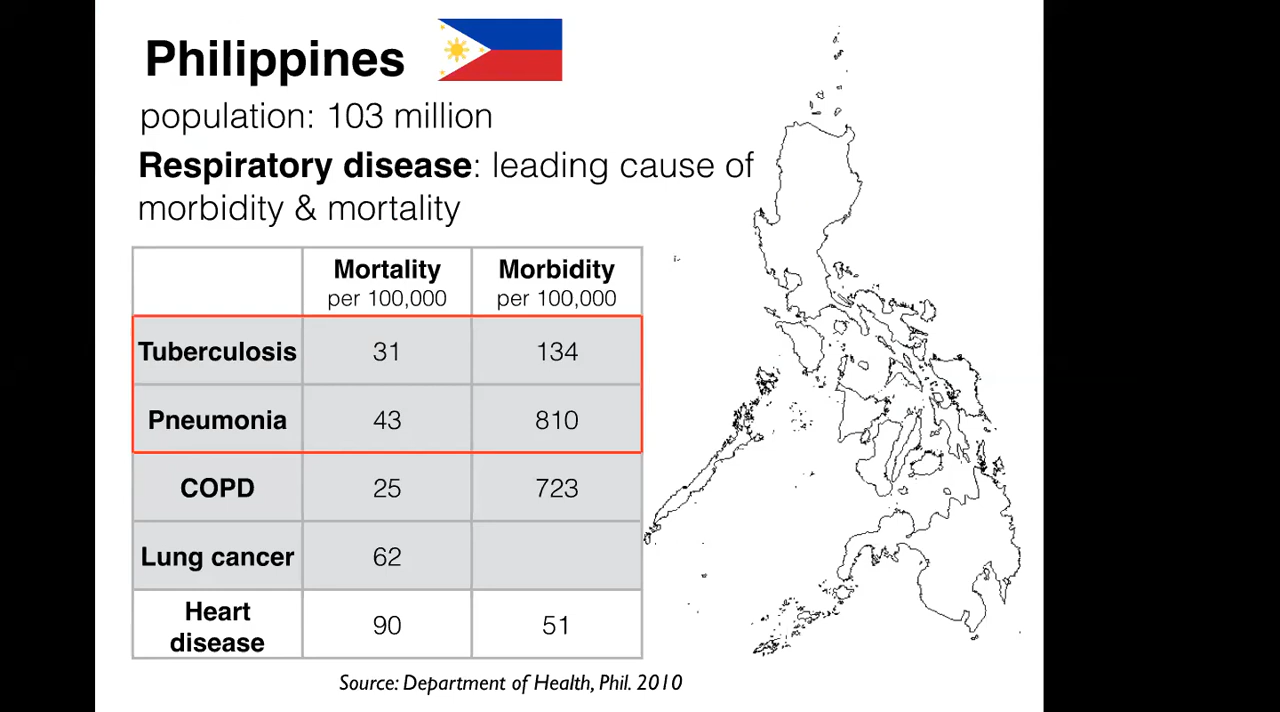 Philippines
population: 103 million
Respiratory disease: leading cause of
morbidity & mortality
Mortality Morbidity
per 100,000 per 100,000
Tuberculosis 31 134
Pneumonia 43 810
COPD 25 723
Lung cancer 62
Heart
disease 90 51
Source: Department of Health, Phil. 2010